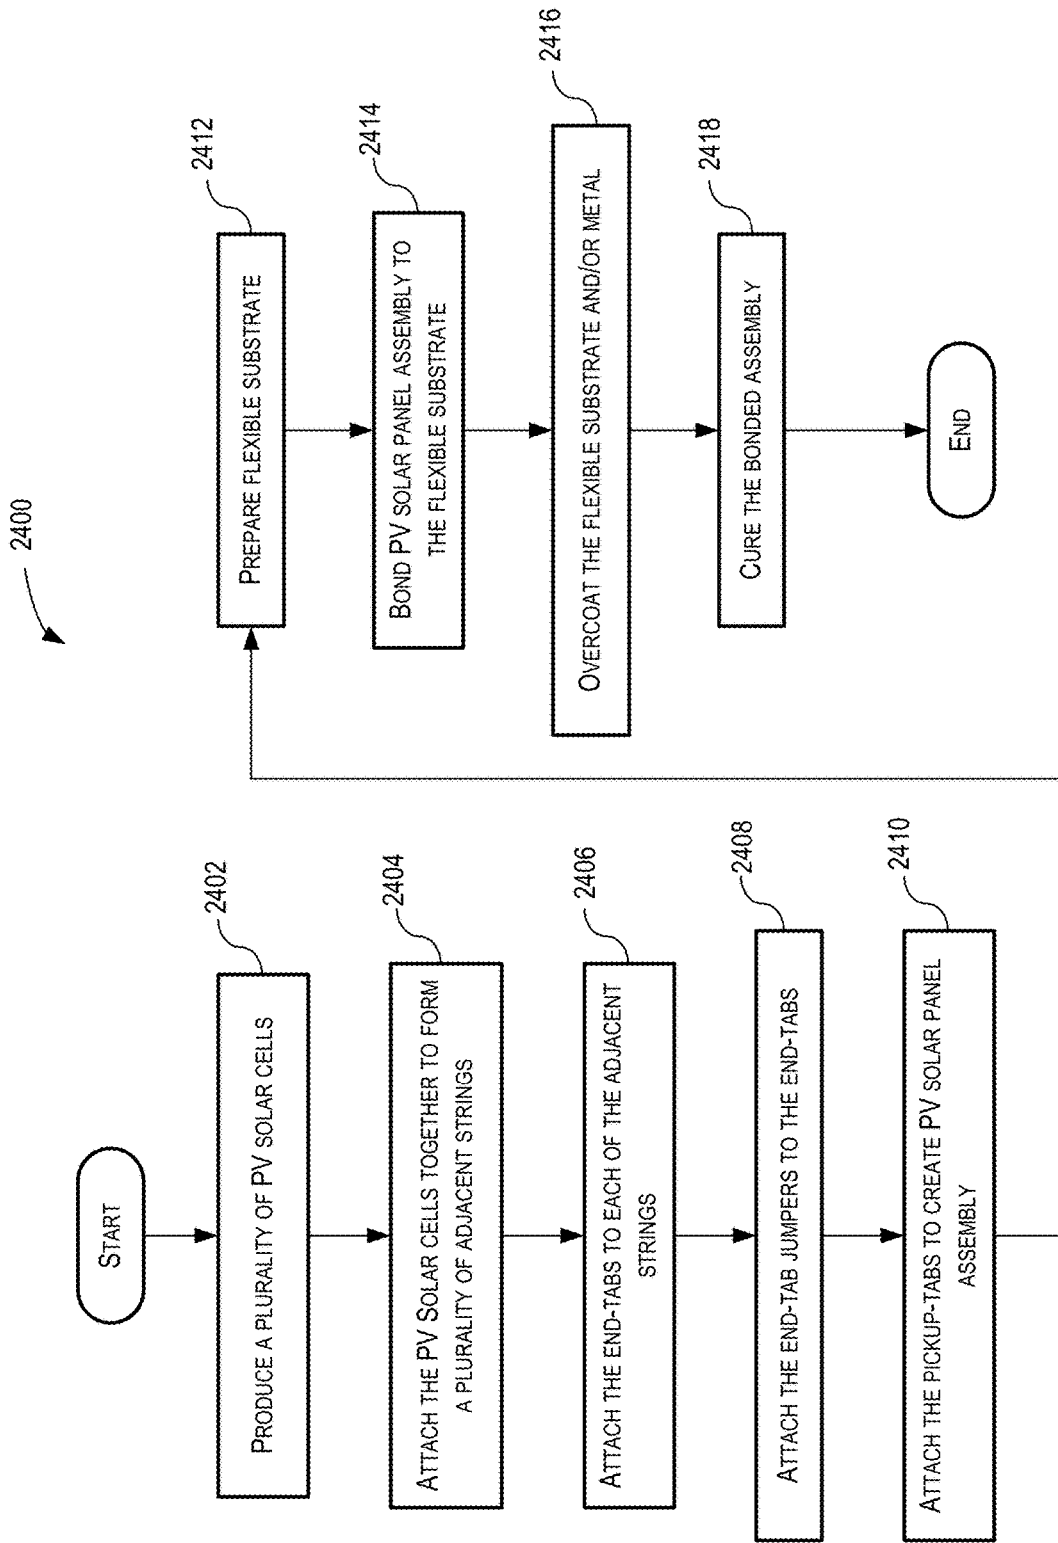 2400
START
PRODUCE A PLURALITY OF PV SOLAR CELLS
2402
ATTACH THE PV SOLAR CELLS TOGETHER TO FORM
A PLURALITY OF ADJACENT STRINGS
2404
ATTACH THE END-TABS TO EACH OF THE ADJACENT
STRINGS
2406
ATTACH THE END-TAB JUMPERS TO THE END-TABS
2408
ATTACH THE PICKUP-TABS TO CREATE PV SOLAR PANEL
ASSEMBLY
2410
PREPARE FLEXIBLE SUBSTRATE
2412
BOND PV SOLAR PANEL ASSEMBLY TO
THE FLEXIBLE SUBSTRATE
2414
OVERCOAT THE FLEXIBLE SUBSTRATE AND/OR METAL
2416
CURE THE BONDED ASSEMBLY
2418
END